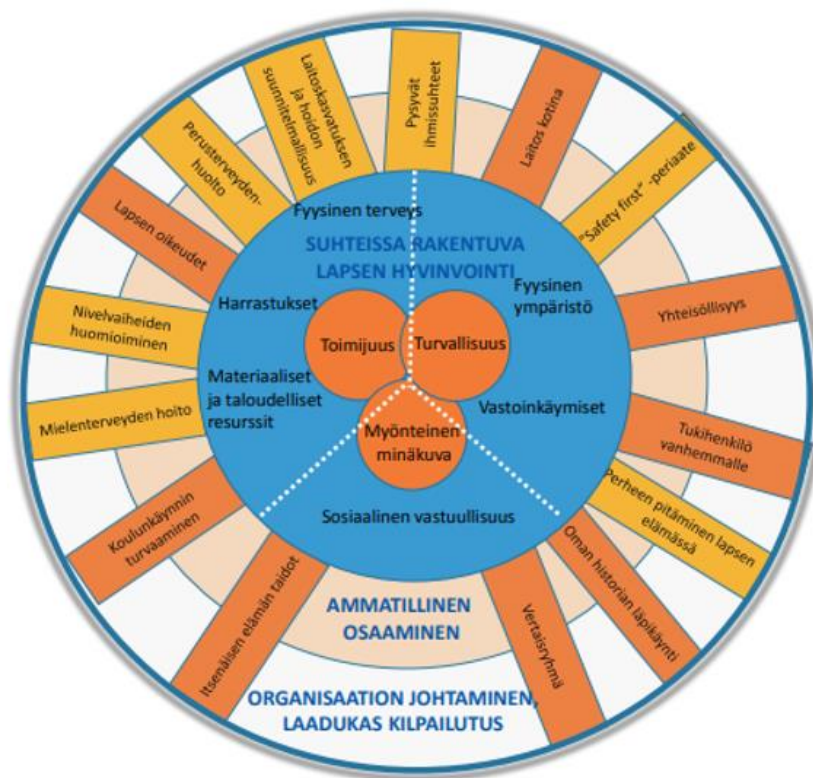 Pysyvät
ihmissuhteet
Laitos kotina
"Safety first" -periaate
Yhteisöllisyys
Tukihenkilö
vanhemmalle
Perheen pitäminen lapsen
elämässä
Oman historian läpikäynti
Vertaisryhmä
Itsenäisen elämän taidot
Koulunkäynnin
turvaaminen
Mielenterveyden hoito
Nivelvaiheiden
huomioiminen
Lapsen oikeudet
Perusterveyden-
huolto
Laitoskasvatuksen
ja hoidon
suunnitelmallisuus
Fyysinen terveys
SUHTEISSA RAKENTUVA
LAPSEN HYVINVOINTI
Harrastukset
Fyysinen
ympäristö
Toimijuus
Turvallisuus
Materiaaliset
ja taloudelliset
resurssit
Vastoinkäymiset
Myönteinen
minäkuva
Sosiaalinen vastuullisuus
AMMATILLINEN
OSAAMINEN
ORGANISAATION JOHTAMINEN,
LAADUKAS KILPAILUTUS